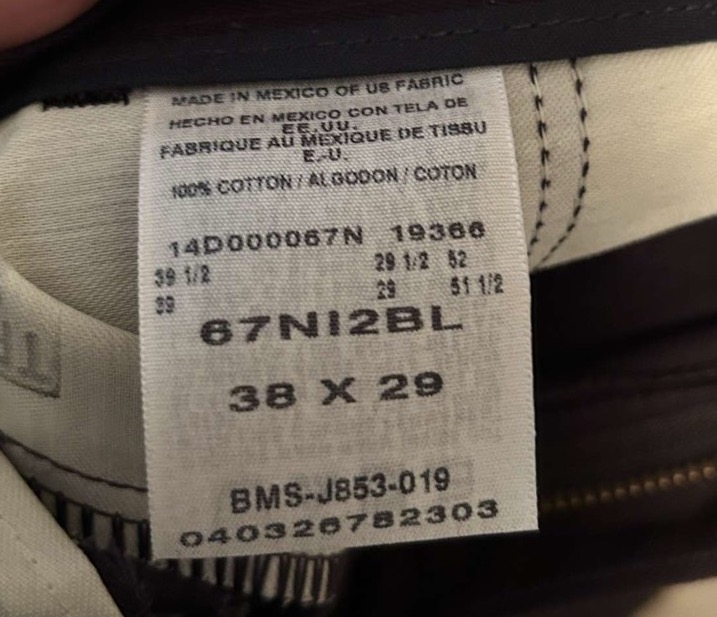 MADE IN MEXICO OF US FABRIC
HECHO EN MEXICO CON TELA DE
EE.UU.
FABRIQUE AU MEXIQUE DE TISSU
E.-U.
100% COTTON / ALGODON / COTON
14D000067N 19366
39 1/2 29 1/2 52
39 29 51 1/2
67NI2BL
38 X 29
BMS-J853-019
040326782303